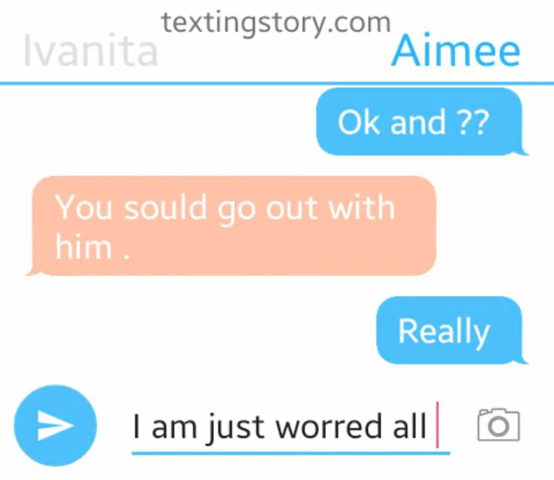 textingstory.com
Ivanita Aimee
Ok and ??
You sould go out with
him .
Really
I am just worred all